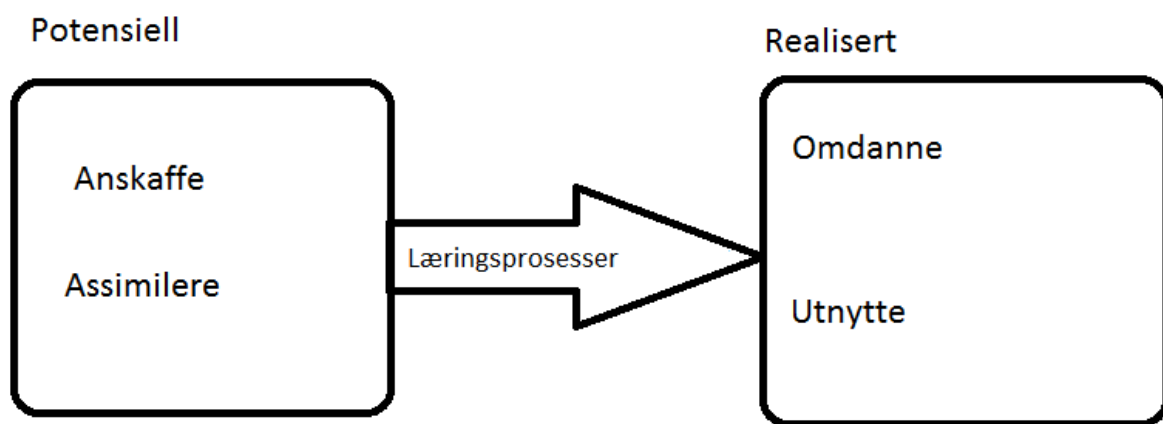 Potensiell
Anskaffe
Assimilere
Læringsprosesser
Realisert
Omdanne
Utnytte